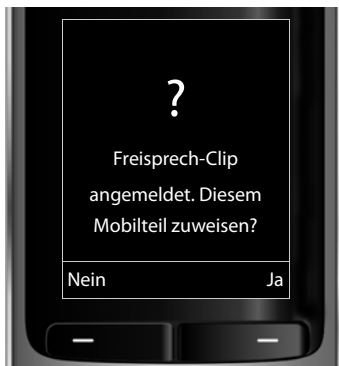 ?
Freisprech-Clip
angemeldet. Diesem
Mobilteil zuweisen?
Nein Ja